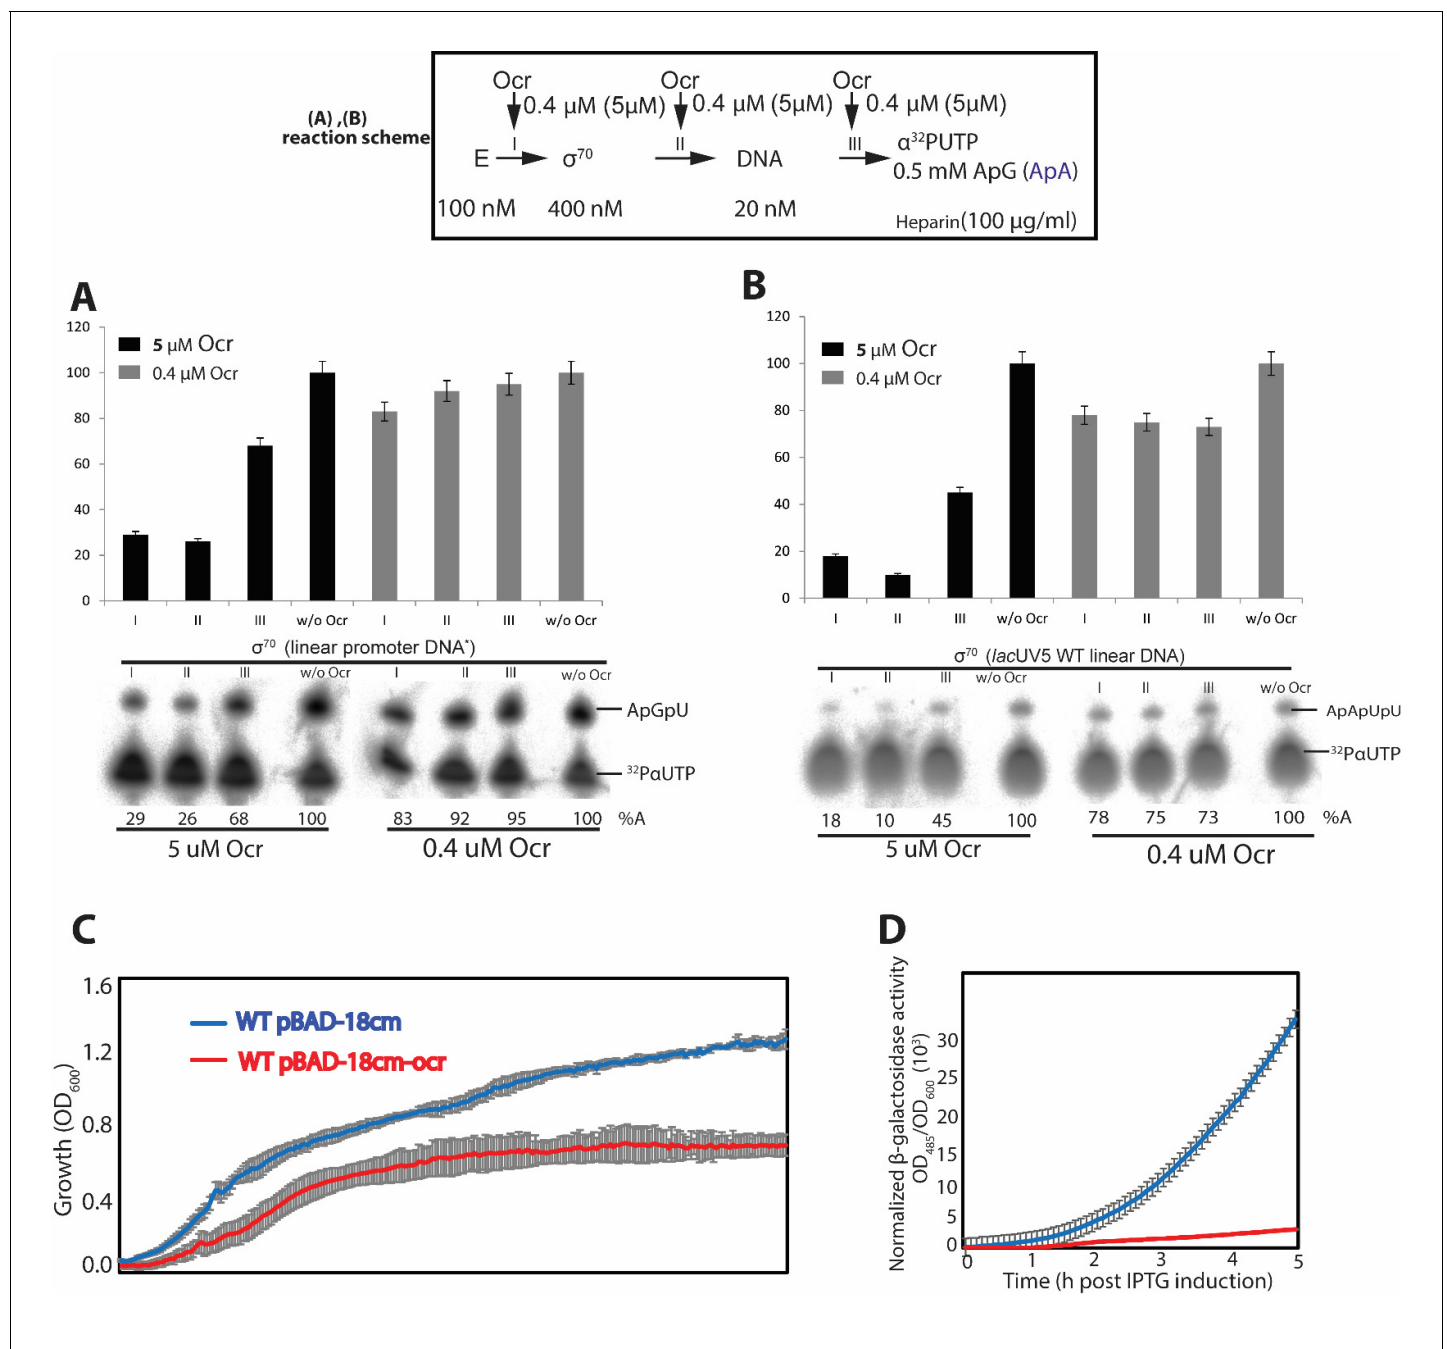 Ocr Ocr Ocr
0.4 µM (5µM) 0.4 µM (5µM) 0.4 µM (5µM)
(A) ,(B)
reaction scheme
I II III
E σ⁷⁰ DNA α³²PUTP
0.5 mM ApG (ApA)
100 nM 400 nM 20 nM
Heparin(100 µg/ml)
A
120
100
80
60
40
20
0
5 µM Ocr
0.4 µM Ocr
I II III w/o Ocr I II III w/o Ocr
σ⁷⁰ (linear promoter DNA*)
I II III w/o Ocr I II III w/o Ocr
ApGpU
³²PαUTP
29 26 68 100 83 92 95 100 %A
5 uM Ocr 0.4 uM Ocr
B
120
100
80
60
40
20
0
5 µM Ocr
0.4 µM Ocr
I II III w/o Ocr I II III w/o Ocr
σ⁷⁰ (lacUV5 WT linear DNA)
I II III w/o Ocr I II III w/o Ocr
ApApUpU
³²PαUTP
18 10 45 100 78 75 73 100 %A
5 uM Ocr 0.4 uM Ocr
C
Growth (OD₆₀₀)
1.6
1.2
0.8
0.4
0.0
WT pBAD-18cm
WT pBAD-18cm-ocr
D
Normalized β-galactosidase activity
OD₄₈₅/OD₆₀₀ (10³)
30
25
20
15
10
5
0
0 1 2 3 4 5
Time (h post IPTG induction)